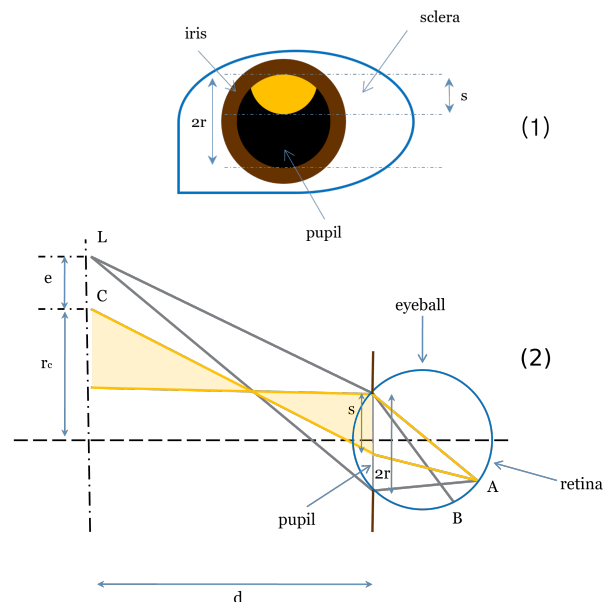 sclera
iris
s
2r
(1)
pupil
L
e
C
eyeball
rc
(2)
s
2r
A
retina
pupil
B
d